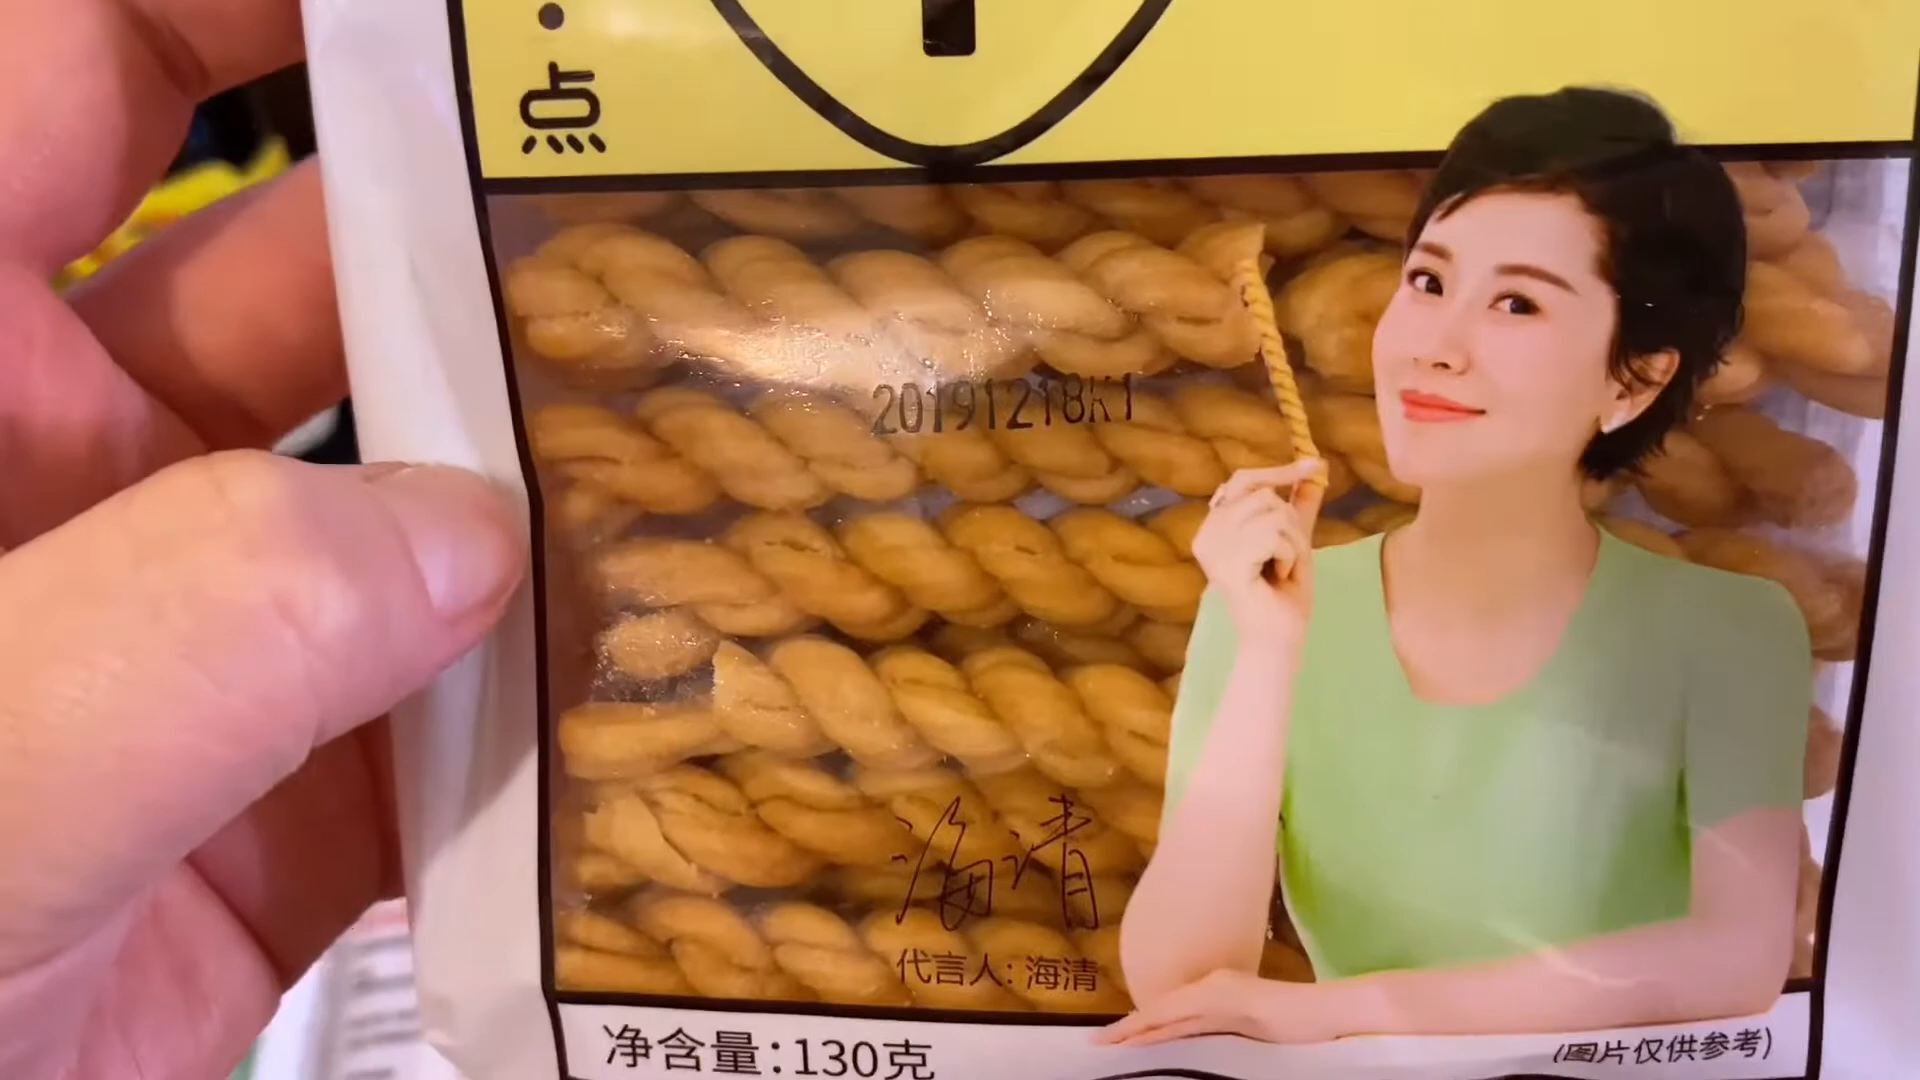 ·点
20191218K1
海清
代言人: 海清
净含量:130克
(图片仅供参考)